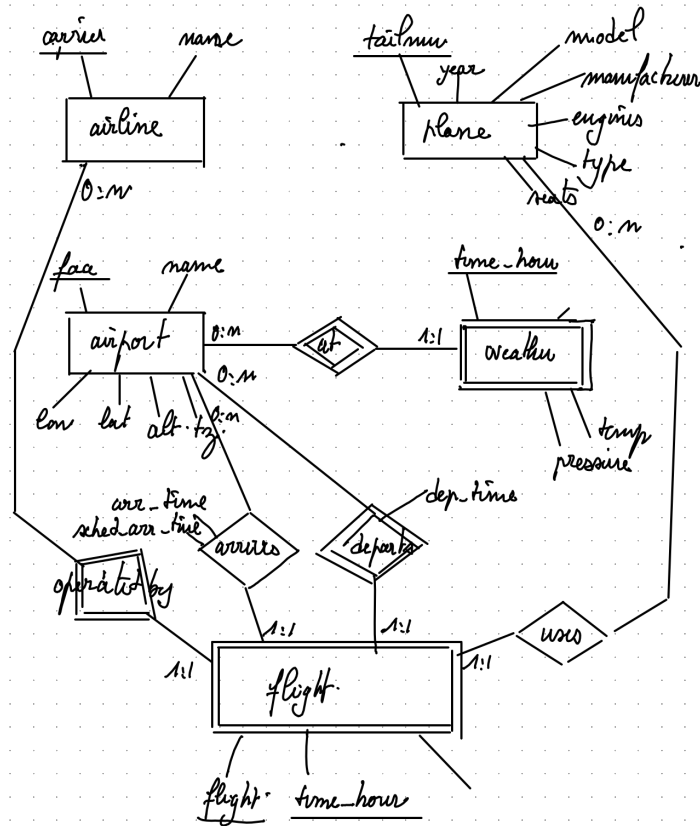 carrier name
airline
0:n
tailnum
year
model
manufacturer
engines
type
seats
plane
0:n
faa name
airport
0:n
0:n
0:n
lon lat alt tz
at
1:1
time_hour
weather
temp
pressure
arr_time
sched_arr_time
arrives
dep_time
departs
operated by
uses
1:1
1:1
1:1
1:1
flight
flight time_hour